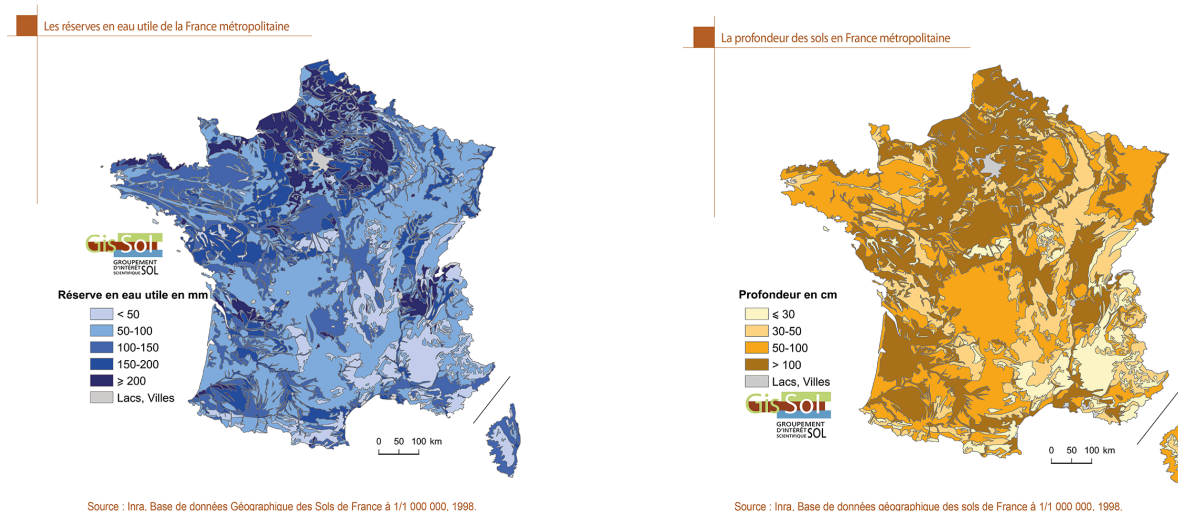 Les réserves en eau utile de la France métropolitaine
Gis Sol
GROUPEMENT
D'INTÉRÊT
SCIENTIFIQUE SOL
Réserve en eau utile en mm
< 50
50-100
100-150
150-200
≥ 200
Lacs, Villes
0 50 100 km
Source : Inra, Base de données Géographique des Sols de France à 1/1 000 000, 1998.
La profondeur des sols en France métropolitaine
Profondeur en cm
⩽ 30
30-50
50-100
> 100
Lacs, Villes
Gis Sol
GROUPEMENT
D'INTÉRÊT
SCIENTIFIQUE SOL
0 50 100 km
Source : Inra, Base de données géographique des sols de France à 1/1 000 000, 1998.